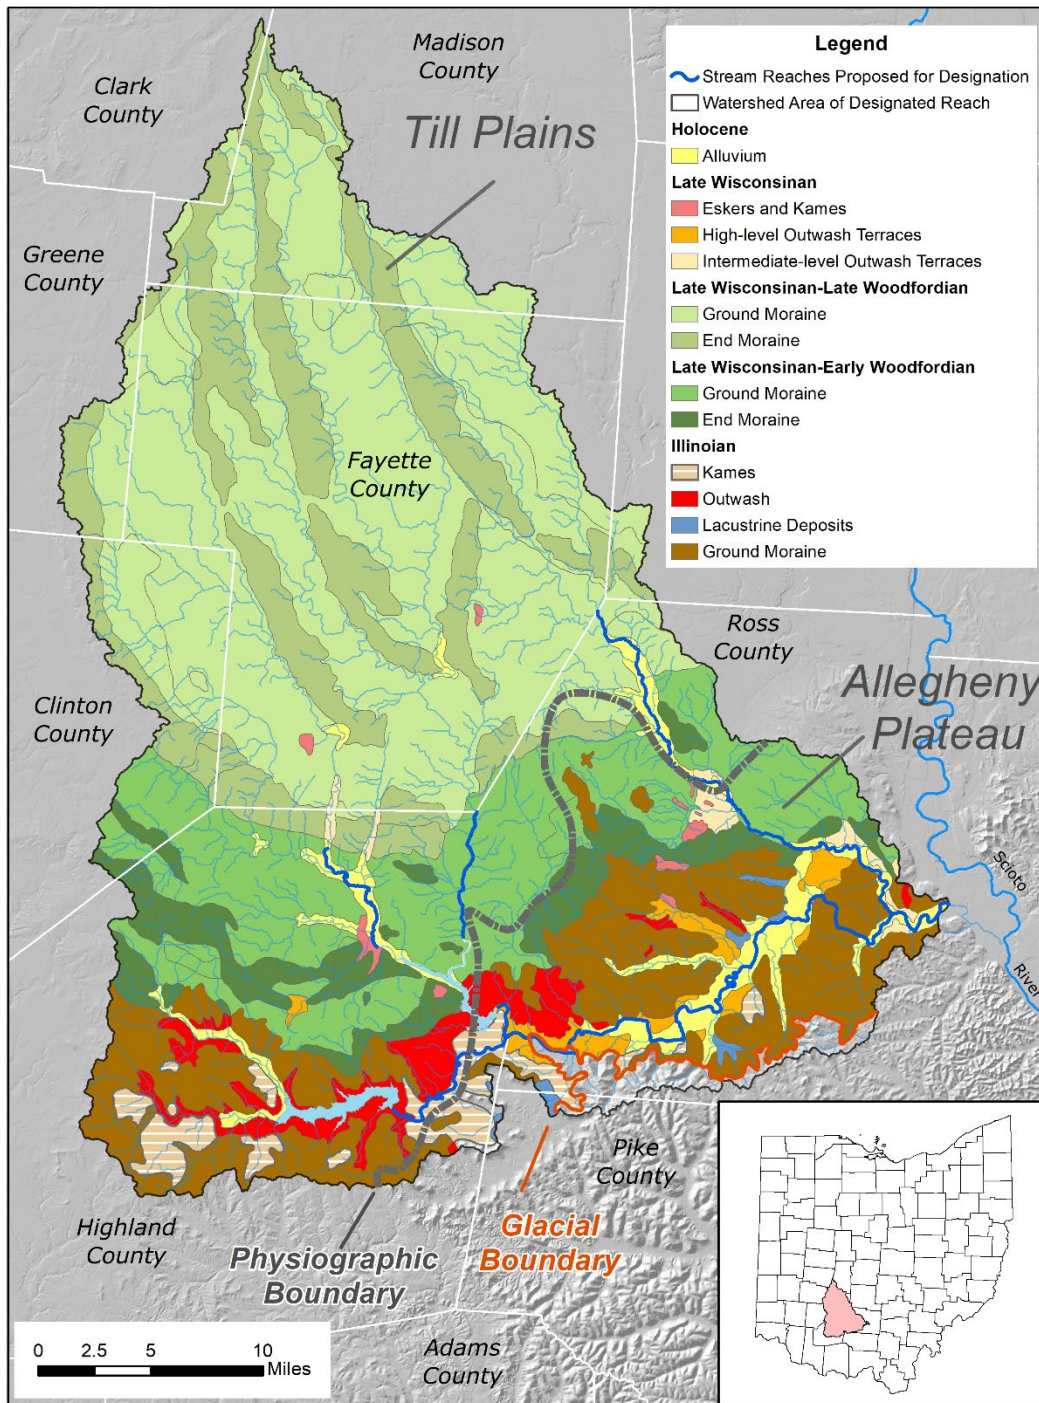 Madison
County
Clark
County
Till Plains
Greene
County
Fayette
County
Clinton
County
Ross
County
Allegheny
Plateau
Scioto
River
Pike
County
Highland
County
Physiographic
Boundary
Glacial
Boundary
Adams
County
Legend
Stream Reaches Proposed for Designation
Watershed Area of Designated Reach
Holocene
Alluvium
Late Wisconsinan
Eskers and Kames
High-level Outwash Terraces
Intermediate-level Outwash Terraces
Late Wisconsinan-Late Woodfordian
Ground Moraine
End Moraine
Late Wisconsinan-Early Woodfordian
Ground Moraine
End Moraine
Illinoian
Kames
Outwash
Lacustrine Deposits
Ground Moraine
0 2.5 5 10
Miles